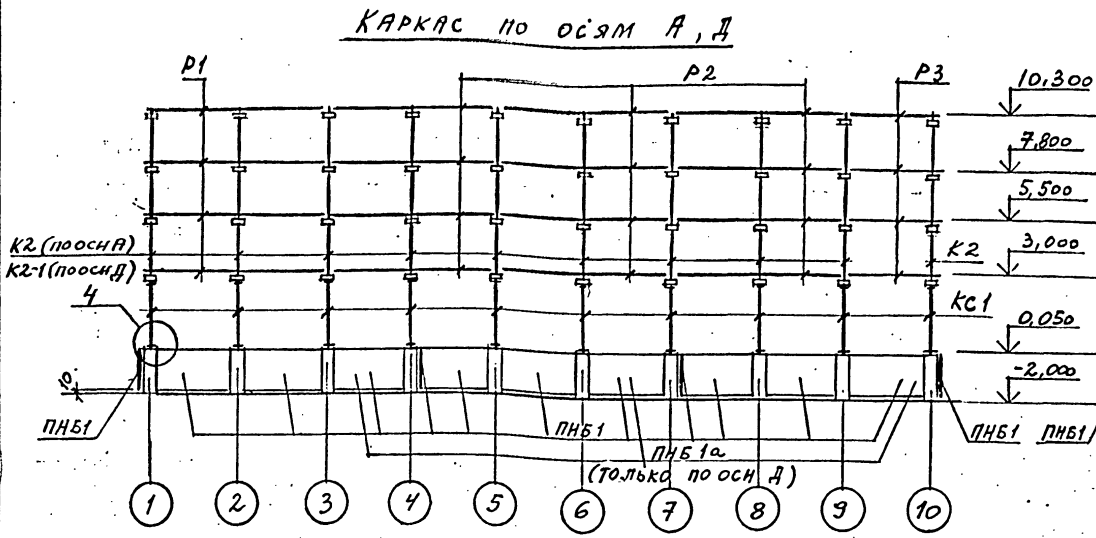 КАРКАС ПО ОСЯМ А, Д
Р1
Р2
Р3
10,300
7,800
5,500
К2 (ПО ОСИ А)
К2-1 (ПО ОСИ Д)
К2
3,000
4
КС1
0,050
-2,000
10
ПНБ1
ПНБ1
ПНБ1а
(ТОЛЬКО ПО ОСИ Д)
ПНБ1
ПНБ1/
1
2
3
4
5
6
7
8
9
10